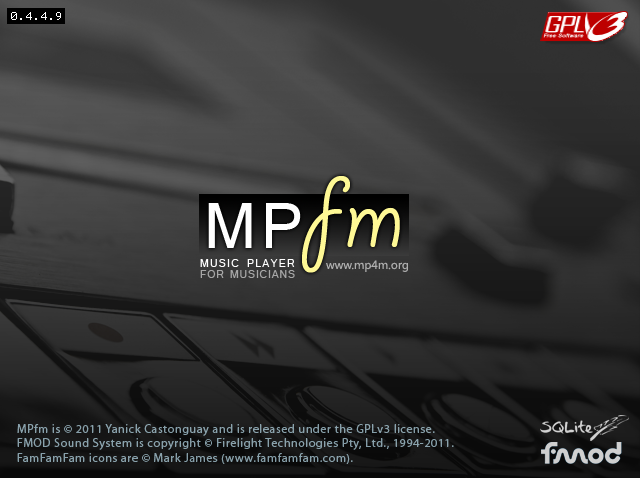 0.4.4.9
GPLv3
Free Software
MPfm
MUSIC PLAYER
FOR MUSICIANS
www.mp4m.org
MPfm is © 2011 Yanick Castonguay and is released under the GPLv3 license.
FMOD Sound System is copyright © Firelight Technologies Pty, Ltd., 1994-2011.
FamFamFam icons are © Mark James (www.famfamfam.com).
SQLite
fmod